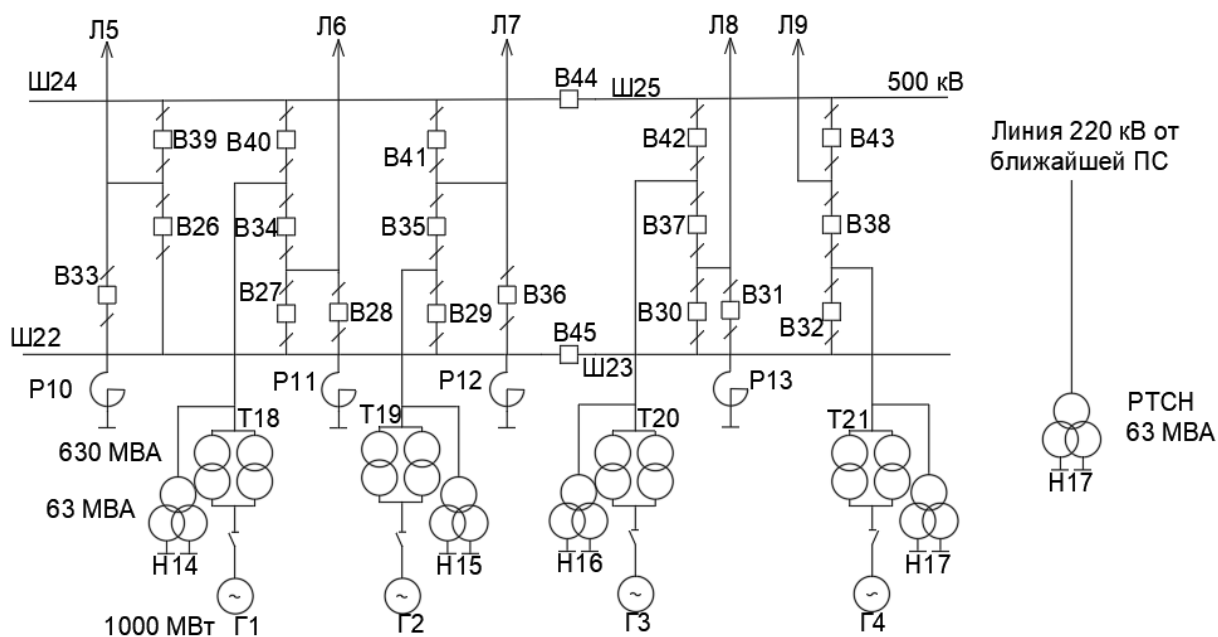 Л5
Л6
Л7
Л8
Л9
Ш24
В44
Ш25
500 кВ
В39
В40
В41
В42
В43
Линия 220 кВ от
ближайшей ПС
В26
В34
В35
В37
В38
В33
В27
В28
В29
В36
В30
В31
В32
Ш22
В45
Ш23
Р10
Р11
Р12
Р13
Т18
Т19
Т20
Т21
РТСН
63 МВА
630 МВА
63 МВА
Н14
Н15
Н16
Н17
Н17
~
~
~
~
1000 МВт
Г1
Г2
Г3
Г4